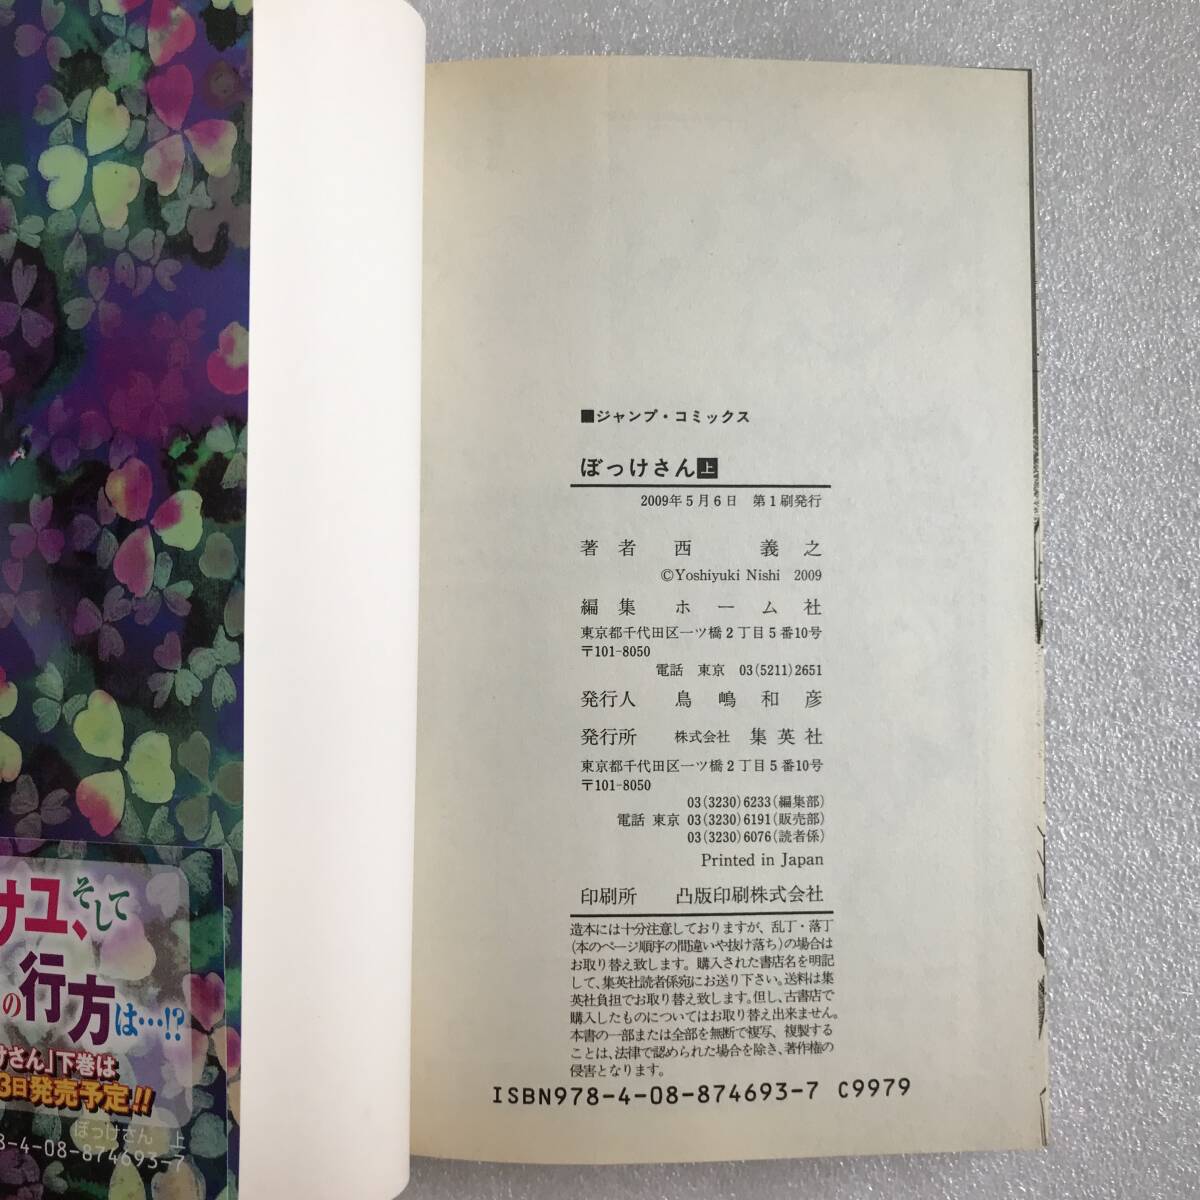 ■ジャンプ・コミックス
ぼっけさん上
2009年5月6日 第1刷発行
著者 西 義之
©Yoshiyuki Nishi 2009
編集 ホーム社
東京都千代田区一ツ橋2丁目5番10号
〒101-8050
電話 東京 03(5211)2651
発行人 鳥嶋和彦
発行所 株式会社 集英社
東京都千代田区一ツ橋2丁目5番10号
〒101-8050
03(3230)6233(編集部)
電話 東京 03(3230)6191(販売部)
03(3230)6076(読者係)
Printed in Japan
印刷所 凸版印刷株式会社
造本には十分注意しておりますが、乱丁・落丁
(本のページ順序の間違いや抜け落ち)の場合は
お取り替え致します。購入された書店名を明記
して、集英社読者係宛にお送り下さい。送料は集
英社負担でお取り替え致します。但し、古書店で
購入したものについてはお取り替え出来ません。
本書の一部または全部を無断で複写、複製する
ことは、法律で認められた場合を除き、著作権の
侵害となります。
ISBN978-4-08-874693-7 C9979
サユ、そして
の行方は…!?
けさん」下巻は
3日発売予定!!
ぼっけさん 上
8-4-08-874693-7